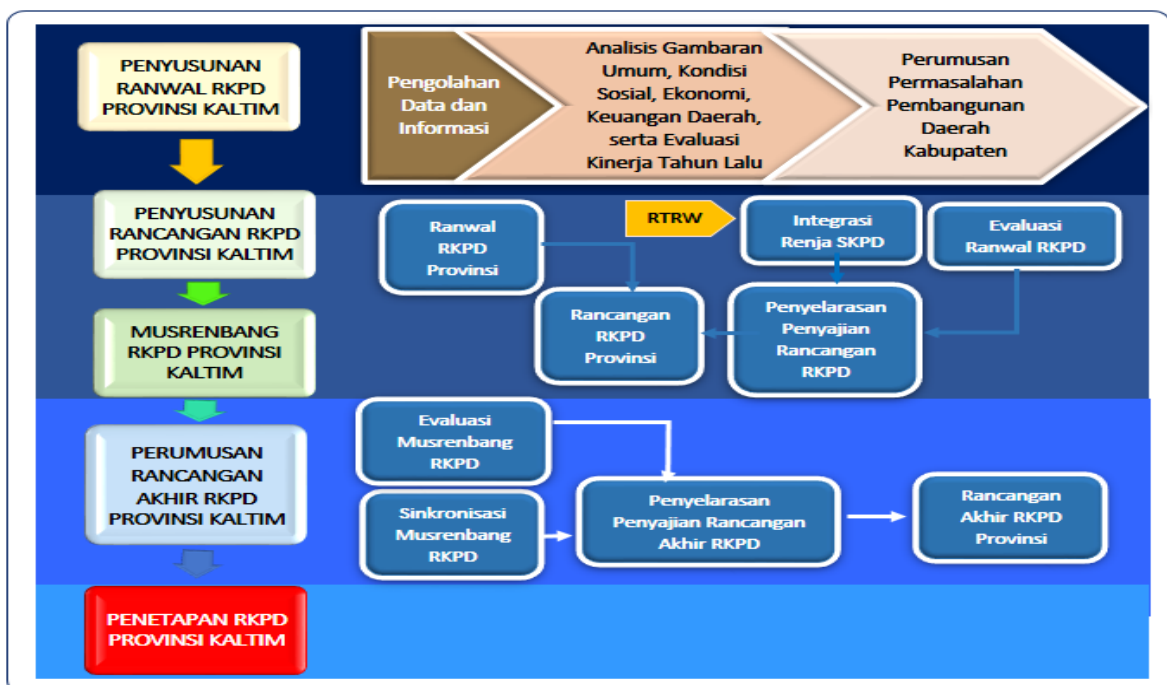 PENYUSUNAN
RANWAL RKPD
PROVINSI KALTIM
Pengolahan
Data dan
Informasi
Analisis Gambaran
Umum, Kondisi
Sosial, Ekonomi,
Keuangan Daerah,
serta Evaluasi
Kinerja Tahun Lalu
Perumusan
Permasalahan
Pembangunan
Daerah
Kabupaten
PENYUSUNAN
RANCANGAN RKPD
PROVINSI KALTIM
Ranwal
RKPD
Provinsi
RTRW
Integrasi
Renja SKPD
Evaluasi
Ranwal RKPD
Rancangan
RKPD
Provinsi
Penyelarasan
Penyajian
Rancangan
RKPD
MUSRENBANG
RKPD PROVINSI
KALTIM
PERUMUSAN
RANCANGAN
AKHIR RKPD
PROVINSI KALTIM
Evaluasi
Musrenbang
RKPD
Sinkronisasi
Musrenbang
RKPD
Penyelarasan
Penyajian Rancangan
Akhir RKPD
Rancangan
Akhir RKPD
Provinsi
PENETAPAN RKPD
PROVINSI KALTIM